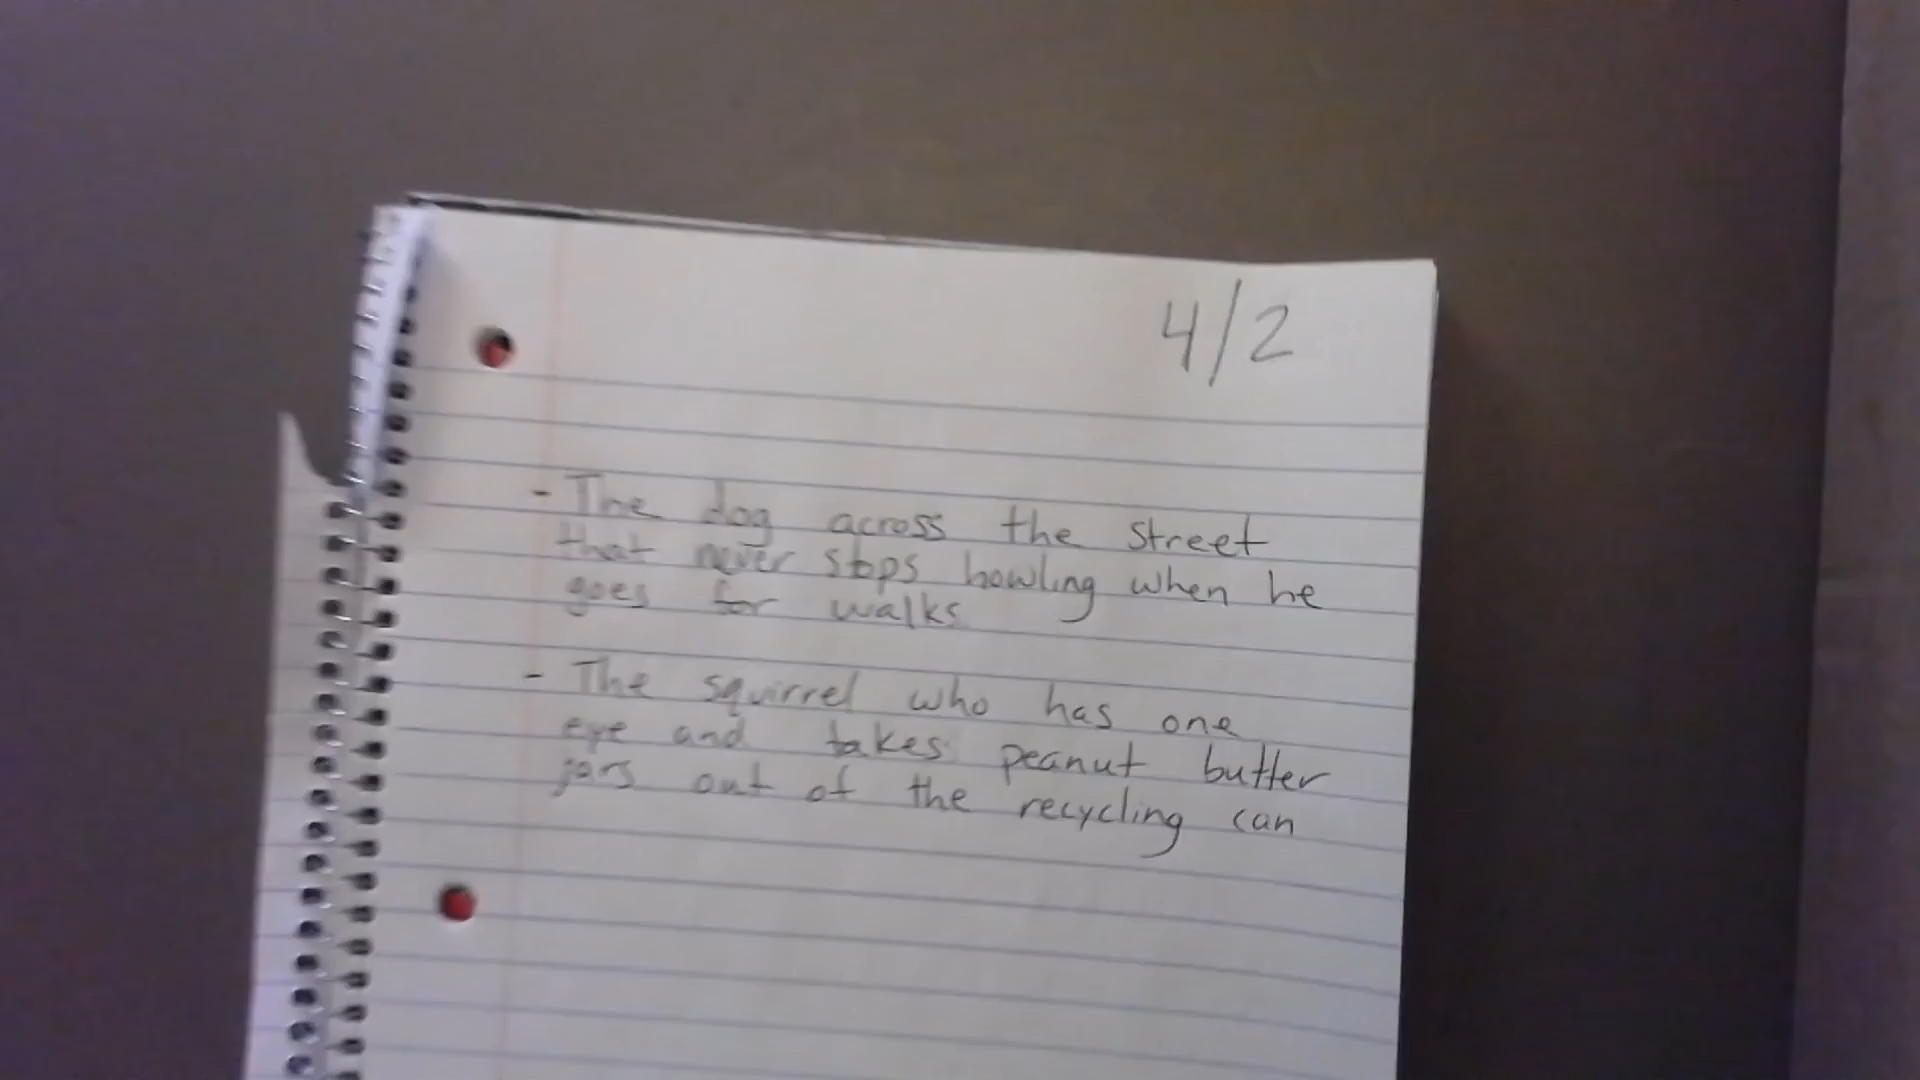 4/2
- The dog across the street
that never stops howling when he
goes for walks
- The squirrel who has one
eye and takes peanut butter
jars out of the recycling can